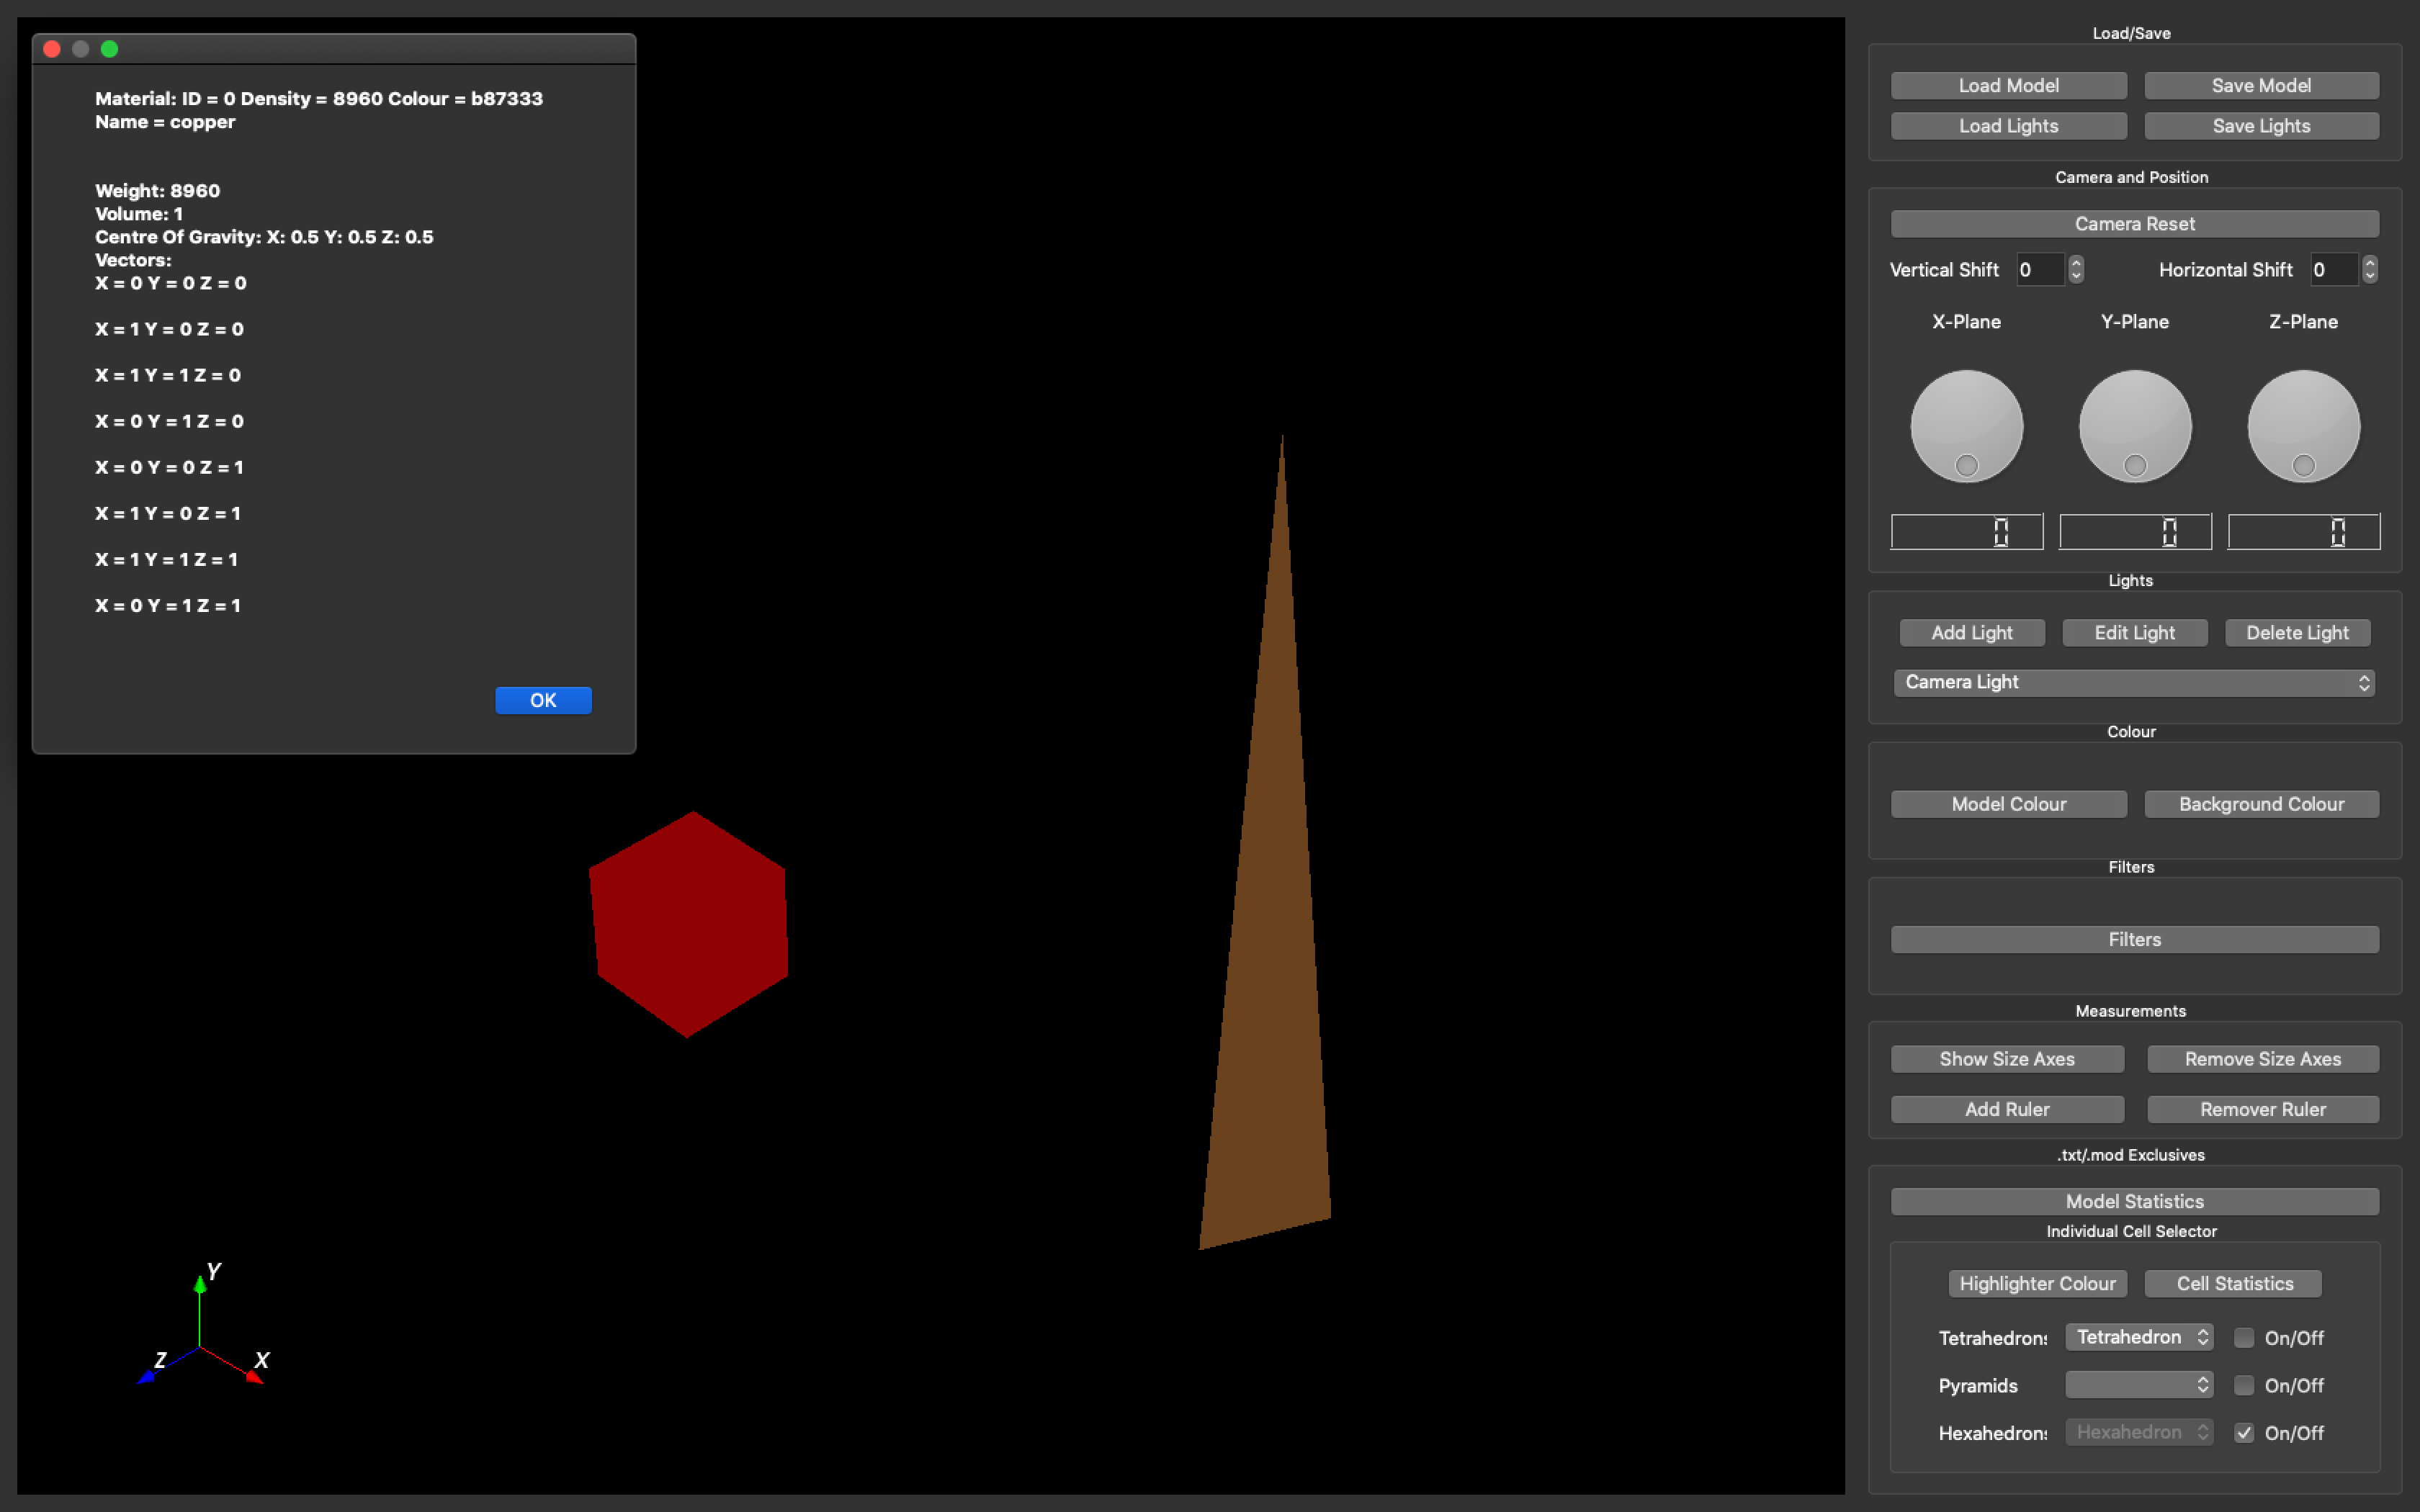 Material: ID = 0 Density = 8960 Colour = b87333
Name = copper
Weight: 8960
Volume: 1
Centre Of Gravity: X: 0.5 Y: 0.5 Z: 0.5
Vectors:
X = 0 Y = 0 Z = 0
X = 1 Y = 0 Z = 0
X = 1 Y = 1 Z = 0
X = 0 Y = 1 Z = 0
X = 0 Y = 0 Z = 1
X = 1 Y = 0 Z = 1
X = 1 Y = 1 Z = 1
X = 0 Y = 1 Z = 1
OK
Y
Z
X
Load/Save
Load Model
Save Model
Load Lights
Save Lights
Camera and Position
Camera Reset
Vertical Shift 0
Horizontal Shift 0
X-Plane
Y-Plane
Z-Plane
0
0
0
Lights
Add Light
Edit Light
Delete Light
Camera Light
Colour
Model Colour
Background Colour
Filters
Filters
Measurements
Show Size Axes
Remove Size Axes
Add Ruler
Remover Ruler
.txt/.mod Exclusives
Model Statistics
Individual Cell Selector
Highlighter Colour
Cell Statistics
Tetrahedrons Tetrahedron On/Off
Pyramids On/Off
Hexahedrons Hexahedron On/Off